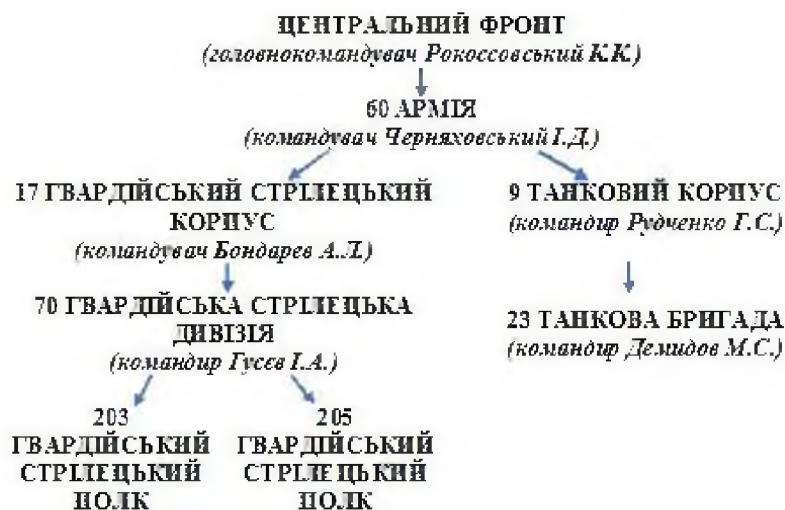 ЦЕНТРАЛЬНИЙ ФРОНТ
(головнокомандувач Рокоссовський К.К.)
60 АРМІЯ
(командувач Черняховський І.Д.)
17 ГВАРДІЙСЬКИЙ СТРІЛЕЦЬКИЙ
КОРПУС
(командувач Бондарев А.Л.)
9 ТАНКОВИЙ КОРПУС
(командир Рудченко Г.С.)
70 ГВАРДІЙСЬКА СТРІЛЕЦЬКА
ДИВІЗІЯ
(командир Гусєв І.А.)
23 ТАНКОВА БРИГАДА
(командир Демидов М.С.)
203
ГВАРДІЙСЬКИЙ
СТРІЛЕЦЬКИЙ
ПОЛК
205
ГВАРДІЙСЬКИЙ
СТРІЛЕЦЬКИЙ
ПОЛК